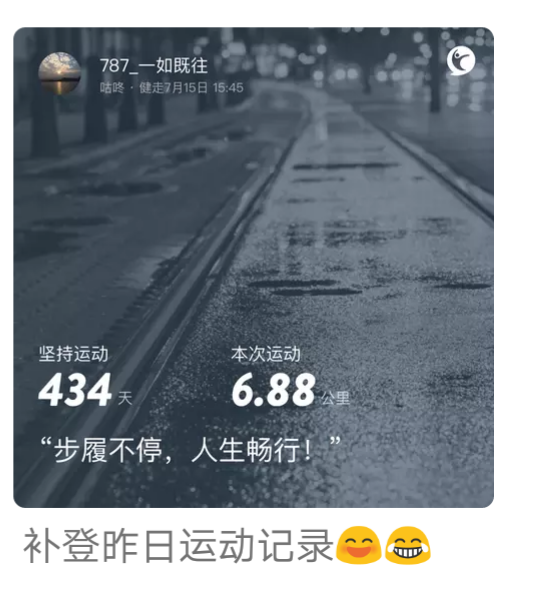 787_一如既往
咕咚 · 健走7月15日 15:45
坚持运动 本次运动
434 天 6.88 公里
“步履不停，人生畅行！”
补登昨日运动记录😄😂